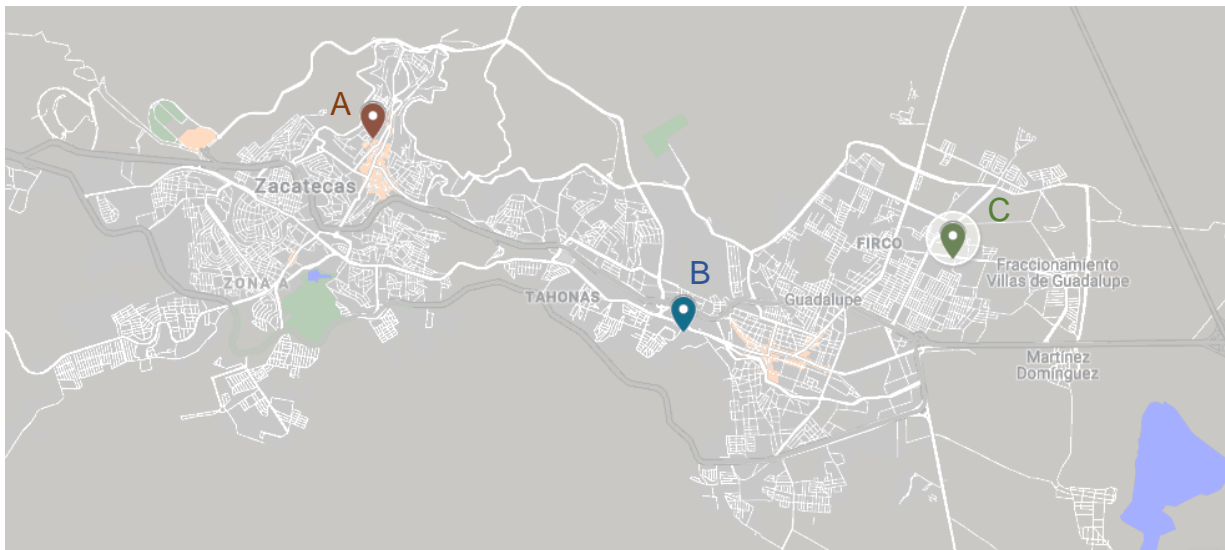 A
Zacatecas
C
FIRCO
Fraccionamiento
Villas de Guadalupe
B
ZONA A
TAHONAS
Guadalupe
Martínez
Domínguez